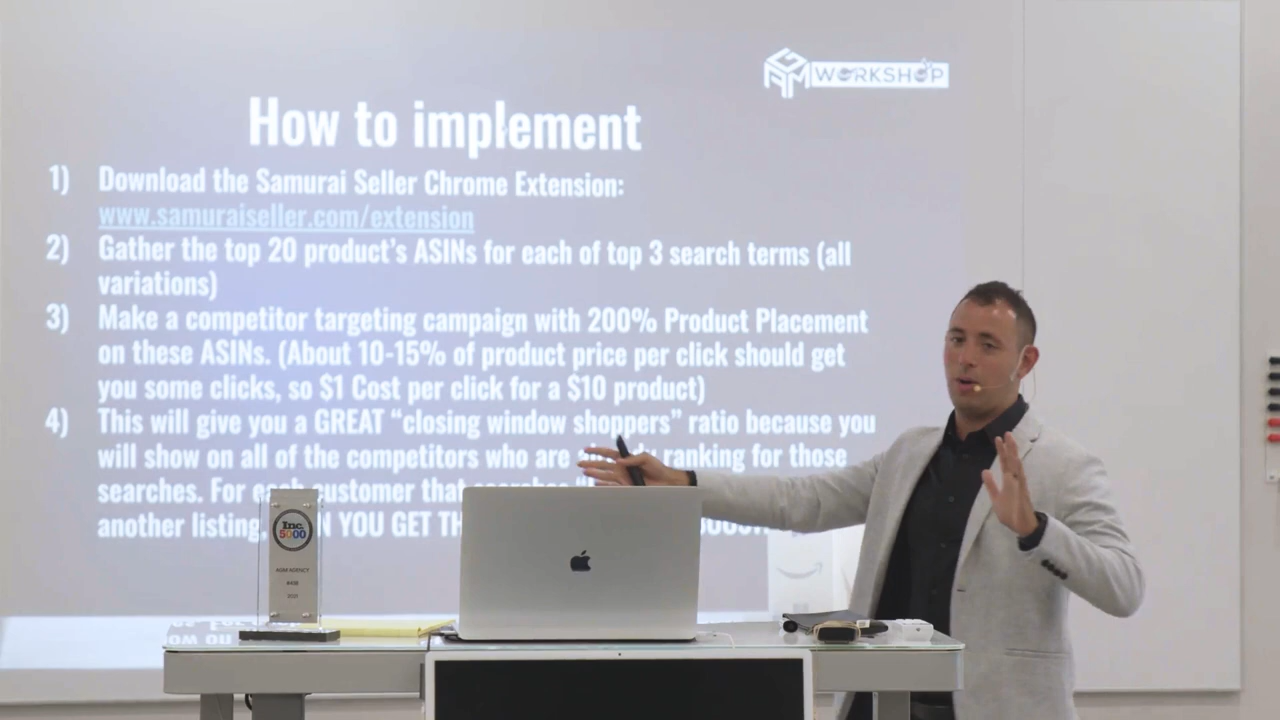 AGM WORKSHOP
How to implement
1) Download the Samurai Seller Chrome Extension:
www.samuraiseller.com/extension
2) Gather the top 20 product's ASINs for each of top 3 search terms (all
variations)
3) Make a competitor targeting campaign with 200% Product Placement
on these ASINs. (About 10-15% of product price per click should get
you some clicks, so $1 Cost per click for a $10 product)
4) This will give you a GREAT “closing window shoppers” ratio because you
will show on all of the competitors who are ranking for those
searches. For each customer that searches
another listing, YOU GET
Inc.
5000
AGM AGENCY